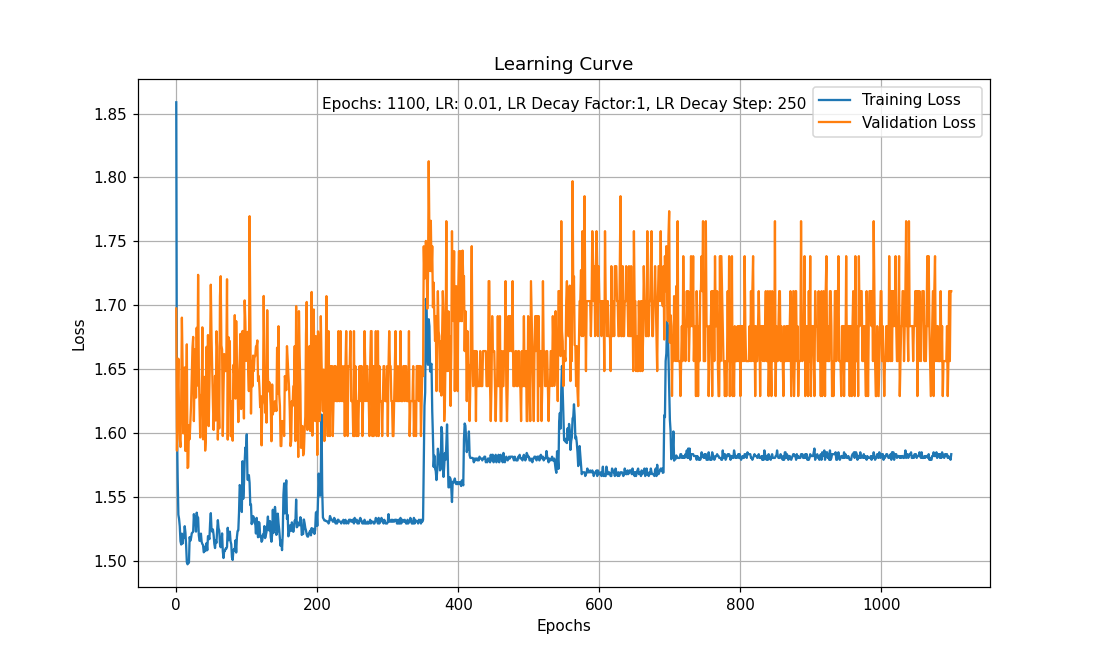 Learning Curve
Epochs: 1100, LR: 0.01, LR Decay Factor:1, LR Decay Step: 250
Training Loss
Validation Loss
1.85
1.80
1.75
1.70
1.65
1.60
1.55
1.50
Loss
0 200 400 600 800 1000
Epochs